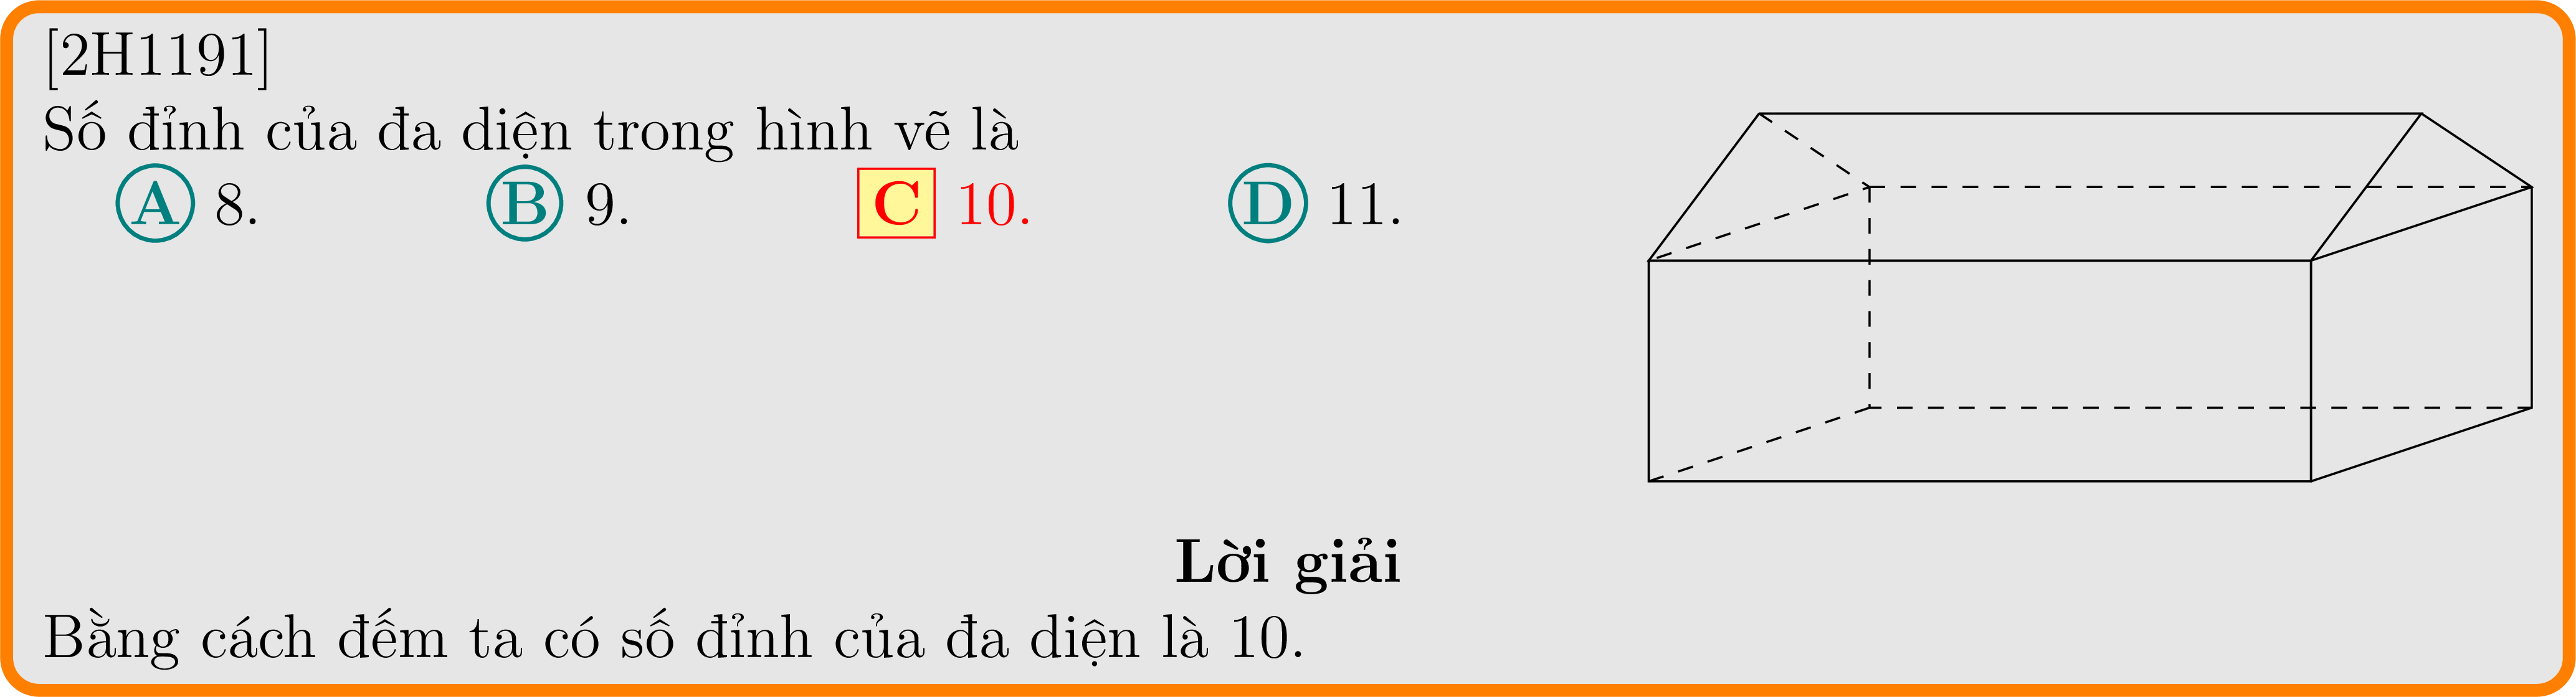 [2H1191]
Số đỉnh của đa diện trong hình vẽ là
A 8. B 9. C 10. D 11.
Lời giải
Bằng cách đếm ta có số đỉnh của đa diện là 10.